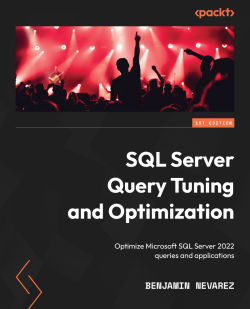 <packt>
1ST EDITION
SQL Server
Query Tuning
and Optimization
Optimize Microsoft SQL Server 2022
queries and applications
BENJAMIN NEVAREZ